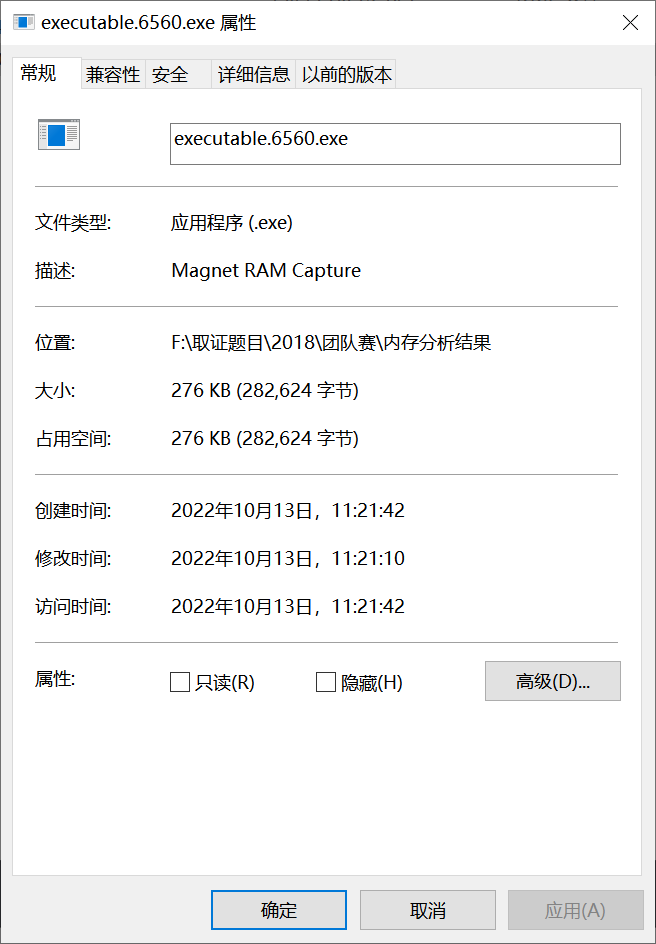 executable.6560.exe 属性
常规 兼容性 安全 详细信息 以前的版本
executable.6560.exe
文件类型: 应用程序 (.exe)
描述: Magnet RAM Capture
位置: F:\取证题目\2018\团队赛\内存分析结果
大小: 276 KB (282,624 字节)
占用空间: 276 KB (282,624 字节)
创建时间: 2022年10月13日，11:21:42
修改时间: 2022年10月13日，11:21:10
访问时间: 2022年10月13日，11:21:42
属性: 只读(R) 隐藏(H) 高级(D)...
确定 取消 应用(A)